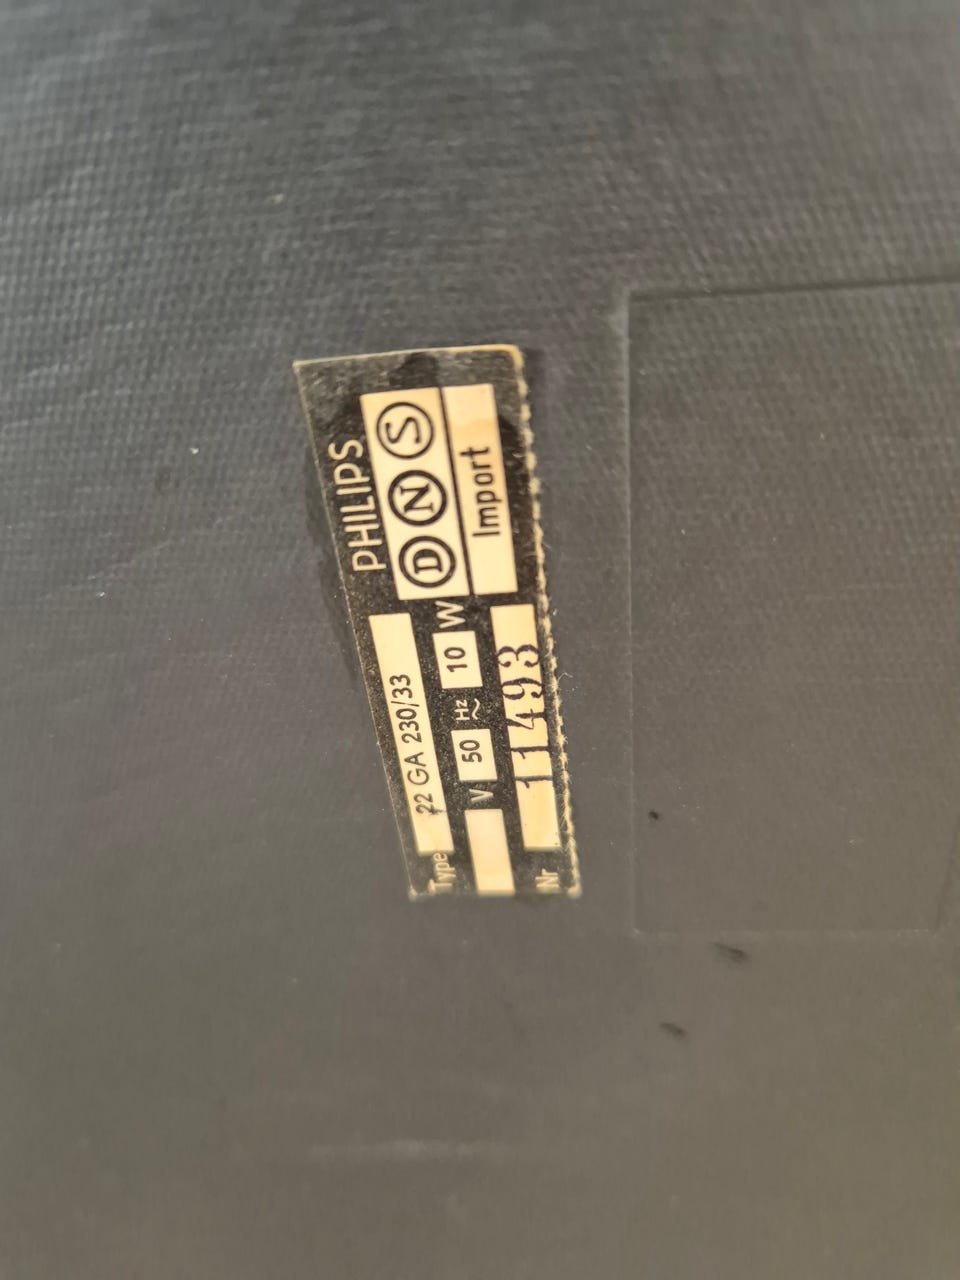 PHILIPS
D N S
Import
Type 22 GA 230/33
V 50 Hz ~ 10 W
Nr 11493